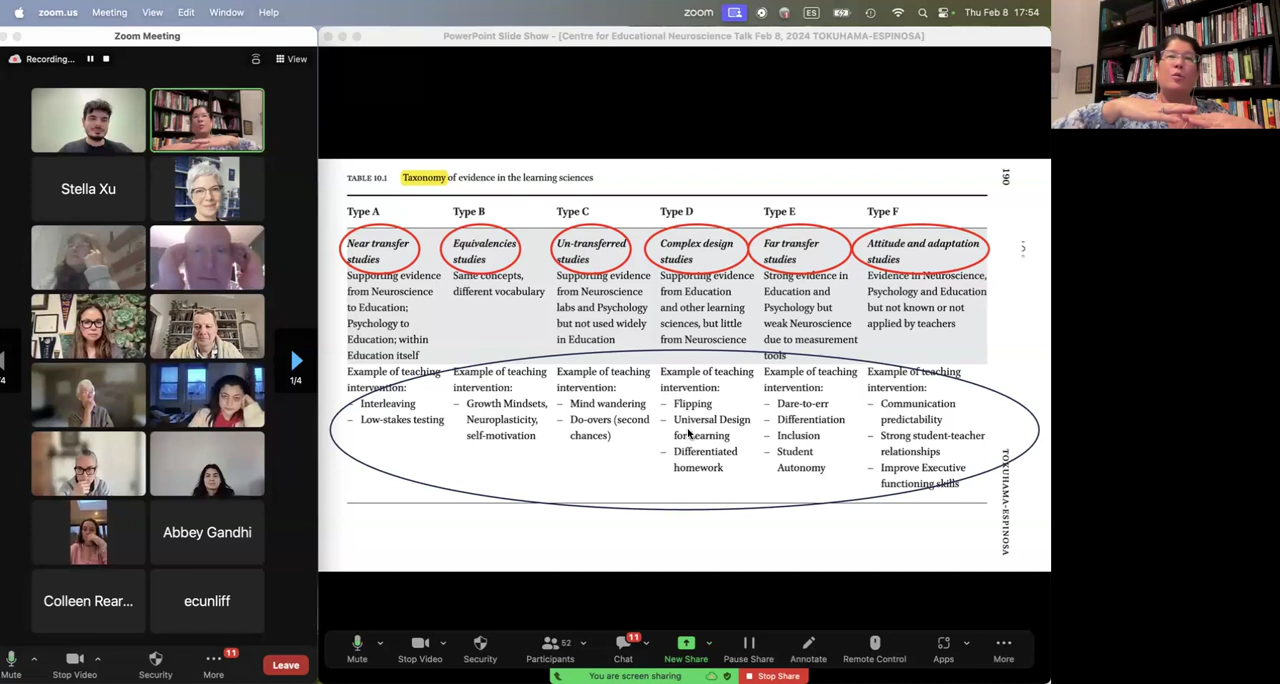 zoom.us Meeting View Edit Window Help
zoom ES Thu Feb 8 17:54
Zoom Meeting
PowerPoint Slide Show - [Centre for Educational Neuroscience Talk Feb 8, 2024 TOKUHAMA-ESPINOSA]
Recording...
View
Stella Xu
Abbey Gandhi
Colleen Rear...
ecunliff
1/4
/4
TABLE 10.1 Taxonomy of evidence in the learning sciences
190
Type A
Near transfer
studies
Supporting evidence
from Neuroscience
to Education;
Psychology to
Education; within
Education itself
Example of teaching
intervention:
– Interleaving
– Low-stakes testing
Type B
Equivalencies
studies
Same concepts,
different vocabulary
Example of teaching
intervention:
– Growth Mindsets,
Neuroplasticity,
self-motivation
Type C
Un-transferred
studies
Supporting evidence
from Neuroscience
labs and Psychology
but not used widely
in Education
Example of teaching
intervention:
– Mind wandering
– Do-overs (second
chances)
Type D
Complex design
studies
Supporting evidence
from Education
and other learning
sciences, but little
from Neuroscience
Example of teaching
intervention:
– Flipping
– Universal Design
for Learning
– Differentiated
homework
Type E
Far transfer
studies
Strong evidence in
Education and
Psychology but
weak Neuroscience
due to measurement
tools
Example of teaching
intervention:
– Dare-to-err
– Differentiation
– Inclusion
– Student
Autonomy
Type F
Attitude and adaptation
studies
Evidence in Neuroscience,
Psychology and Education
but not known or not
applied by teachers
Example of teaching
intervention:
– Communication
predictability
– Strong student-teacher
relationships
– Improve Executive
functioning skills
TOKUHAMA-ESPINOSA
Mute Stop Video Security More 11 Leave
Mute Stop Video Security Participants 52 Chat 11 New Share Pause Share Annotate Remote Control Apps More
You are screen sharing Stop Share